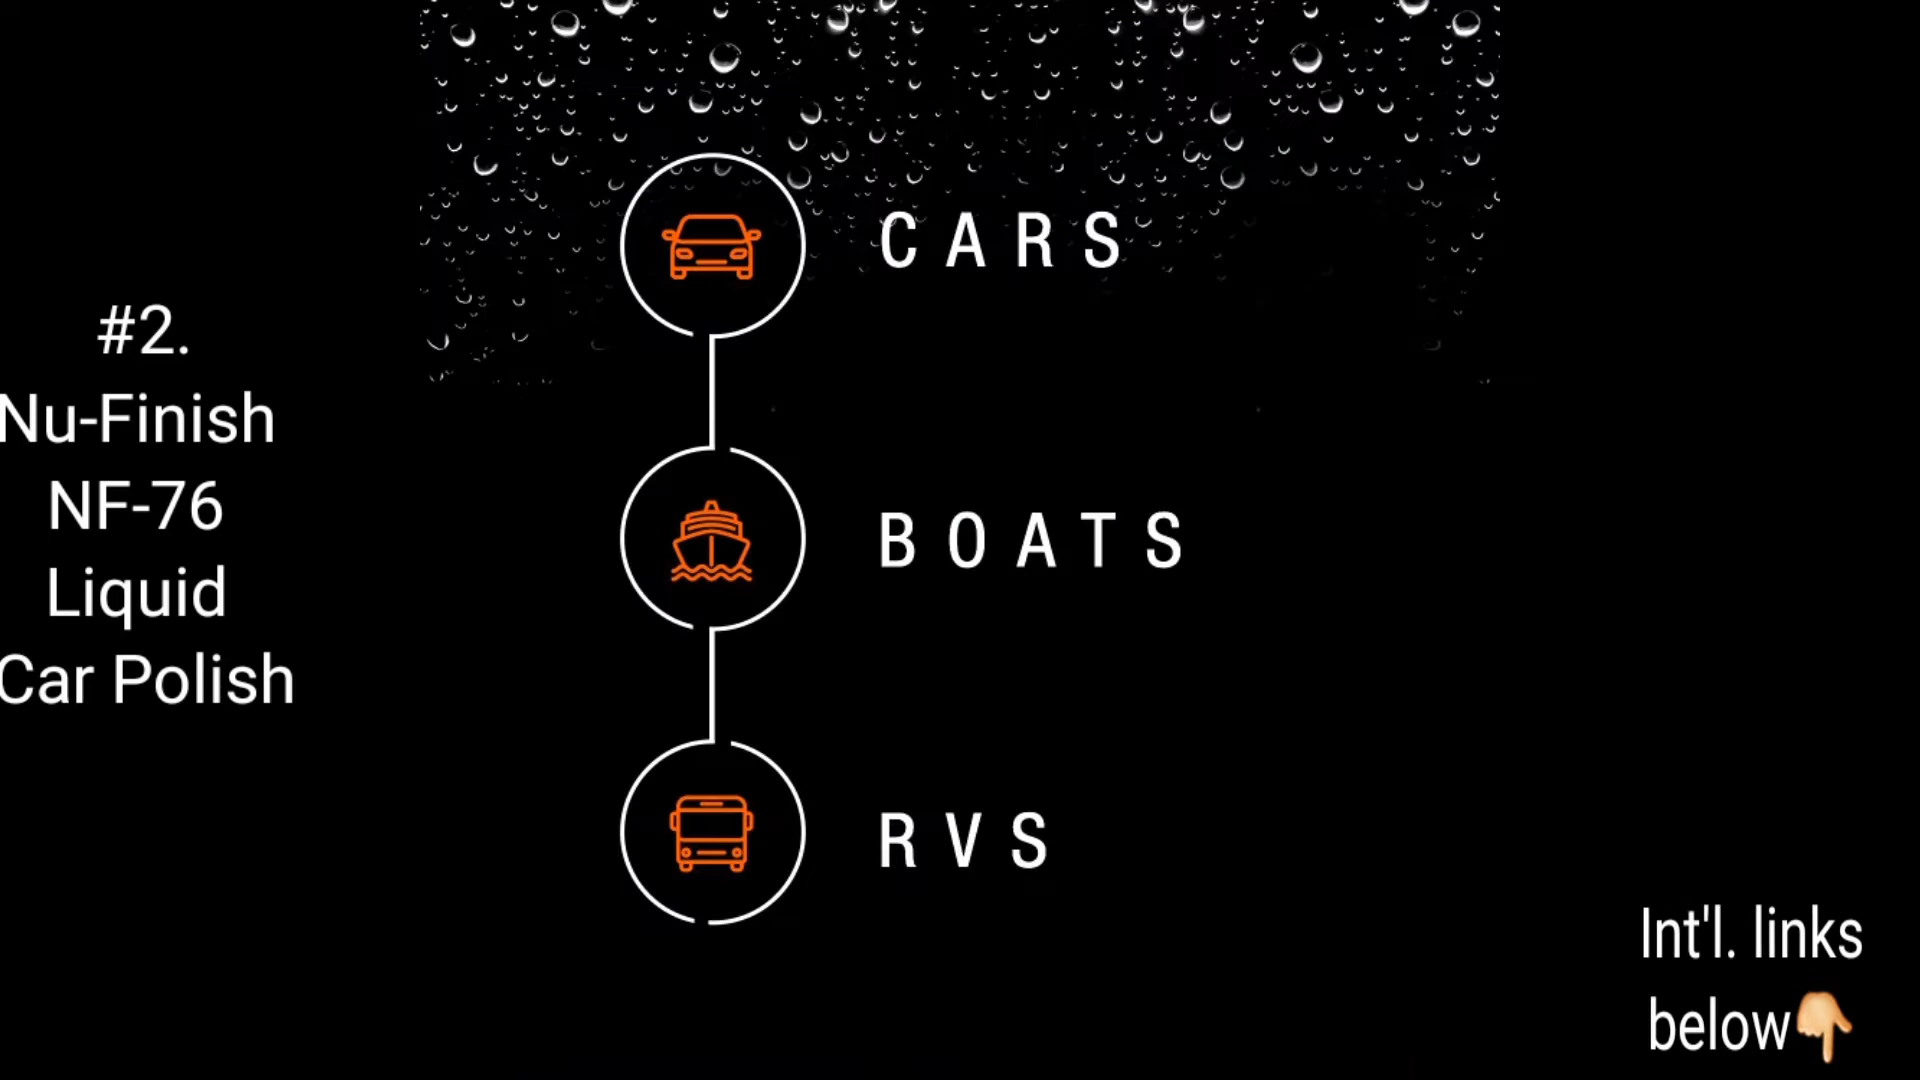 #2.
Nu-Finish
NF-76
Liquid
Car Polish
CARS
BOATS
RVS
Int'l. links
below👇